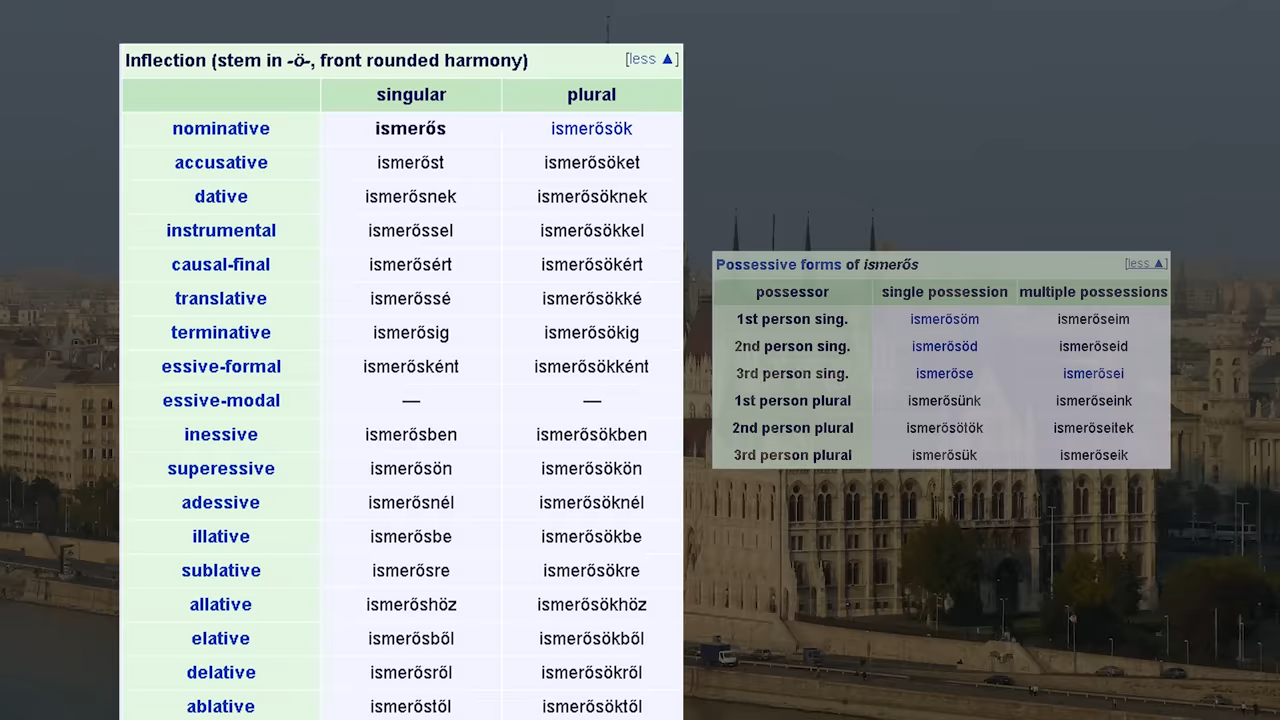 Inflection (stem in -ö-, front rounded harmony) [less ▲]
singular plural
nominative ismerős ismerősök
accusative ismerőst ismerősöket
dative ismerősnek ismerősöknek
instrumental ismerőssel ismerősökkel
causal-final ismerősért ismerősökért
translative ismerőssé ismerősökké
terminative ismerősig ismerősökig
essive-formal ismerősként ismerősökként
essive-modal — —
inessive ismerősben ismerősökben
superessive ismerősön ismerősökön
adessive ismerősnél ismerősöknél
illative ismerősbe ismerősökbe
sublative ismerősre ismerősökre
allative ismerőshöz ismerősökhöz
elative ismerősből ismerősökből
delative ismerősről ismerősökről
ablative ismerőstől ismerősöktől
Possessive forms of ismerős [less ▲]
possessor single possession multiple possessions
1st person sing. ismerősöm ismerőseim
2nd person sing. ismerősöd ismerőseid
3rd person sing. ismerőse ismerősei
1st person plural ismerősünk ismerőseink
2nd person plural ismerősötök ismerőseitek
3rd person plural ismerősük ismerőseik